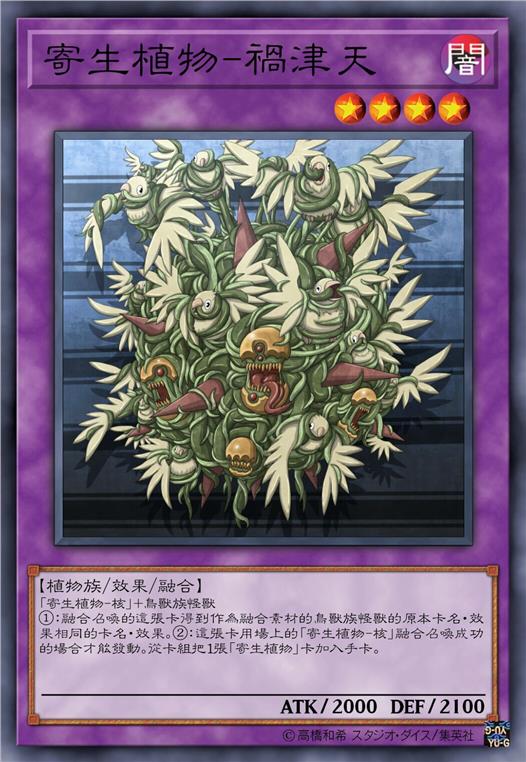 寄生植物-禍津天
闇
【植物族/效果/融合】
「寄生植物-核」+鳥獸族怪獸
①:融合召喚的這張卡得到作為融合素材的鳥獸族怪獸的原本卡名·效
果相同的卡名·效果。②:這張卡用場上的「寄生植物-核」融合召喚成功
的場合才能發動。從卡組把1張「寄生植物」卡加入手卡。
ATK/2000 DEF/2100
©高橋和希 スタジオ・ダイス/集英社
YU-G